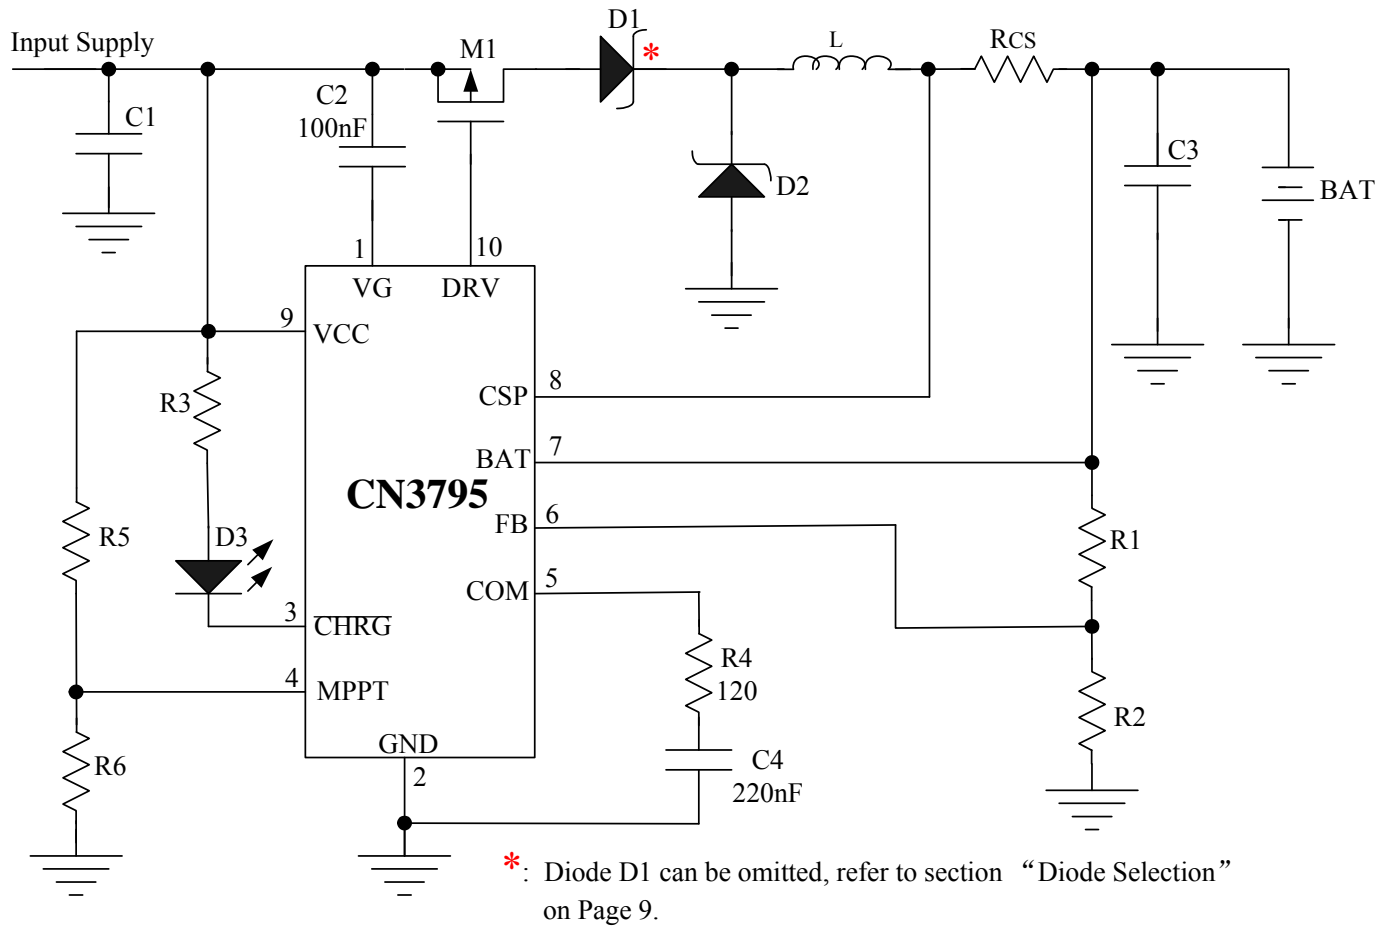 Input Supply
D1
*
M1
L
RCS
C2
100nF
C1
C3
D2
BAT
1
10
VG
DRV
9
VCC
8
CSP
R3
7
BAT
CN3795
6
FB
R1
R5
D3
5
COM
3
CHRG
R4
120
4
MPPT
R2
GND
R6
2
C4
220nF
*: Diode D1 can be omitted, refer to section “Diode Selection”
on Page 9.